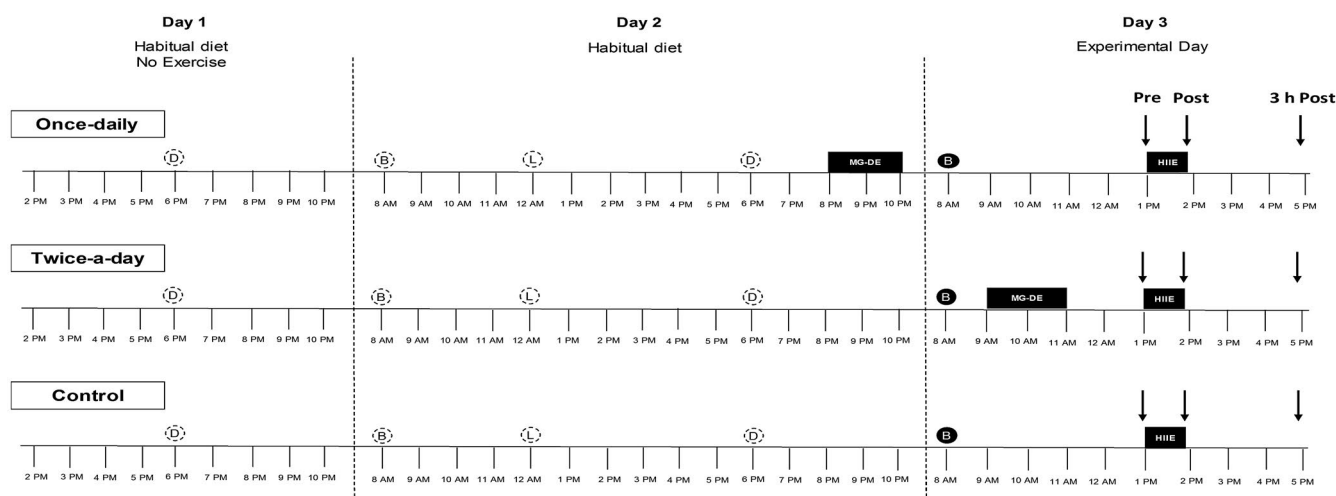 Day 1
Habitual diet
No Exercise
Day 2
Habitual diet
Day 3
Experimental Day
Pre Post 3 h Post
Once-daily
D B L D MG-DE B HIIE
2 PM 3 PM 4 PM 5 PM 6 PM 7 PM 8 PM 9 PM 10 PM 8 AM 9 AM 10 AM 11 AM 12 AM 1 PM 2 PM 3 PM 4 PM 5 PM 6 PM 7 PM 8 PM 9 PM 10 PM 8 AM 9 AM 10 AM 11 AM 12 AM 1 PM 2 PM 3 PM 4 PM 5 PM
Twice-a-day
D B L D B MG-DE HIIE
2 PM 3 PM 4 PM 5 PM 6 PM 7 PM 8 PM 9 PM 10 PM 8 AM 9 AM 10 AM 11 AM 12 AM 1 PM 2 PM 3 PM 4 PM 5 PM 6 PM 7 PM 8 PM 9 PM 10 PM 8 AM 9 AM 10 AM 11 AM 12 AM 1 PM 2 PM 3 PM 4 PM 5 PM
Control
D B L D B HIIE
2 PM 3 PM 4 PM 5 PM 6 PM 7 PM 8 PM 9 PM 10 PM 8 AM 9 AM 10 AM 11 AM 12 AM 1 PM 2 PM 3 PM 4 PM 5 PM 6 PM 7 PM 8 PM 9 PM 10 PM 8 AM 9 AM 10 AM 11 AM 12 AM 1 PM 2 PM 3 PM 4 PM 5 PM